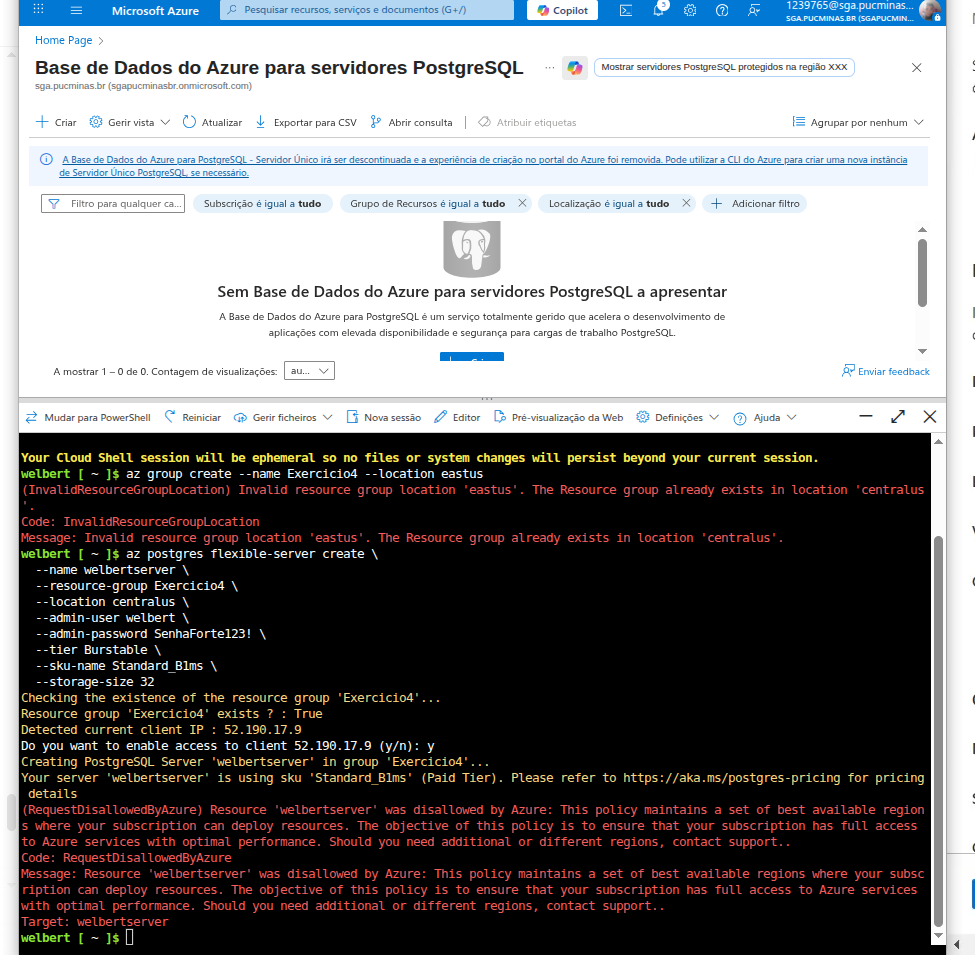 Microsoft Azure
Pesquisar recursos, serviços e documentos (G+/)
Copilot
5
1239765@sga.pucminas...
SGA.PUCMINAS.BR (SGAPUCMIN...
Home Page >
Base de Dados do Azure para servidores PostgreSQL
...
Mostrar servidores PostgreSQL protegidos na região XXX
sga.pucminas.br (sgapucminasbr.onmicrosoft.com)
Criar
Gerir vista
Atualizar
Exportar para CSV
Abrir consulta
Atribuir etiquetas
Agrupar por nenhum
A Base de Dados do Azure para PostgreSQL - Servidor Único irá ser descontinuada e a experiência de criação no portal do Azure foi removida. Pode utilizar a CLI do Azure para criar uma nova instância
de Servidor Único PostgreSQL, se necessário.
Filtro para qualquer ca...
Subscrição é igual a tudo
Grupo de Recursos é igual a tudo
Localização é igual a tudo
Adicionar filtro
Sem Base de Dados do Azure para servidores PostgreSQL a apresentar
A Base de Dados do Azure para PostgreSQL é um serviço totalmente gerido que acelera o desenvolvimento de
aplicações com elevada disponibilidade e segurança para cargas de trabalho PostgreSQL.
A mostrar 1 – 0 de 0. Contagem de visualizações:
au...
Enviar feedback
Mudar para PowerShell
Reiniciar
Gerir ficheiros
Nova sessão
Editor
Pré-visualização da Web
Definições
Ajuda
Your Cloud Shell session will be ephemeral so no files or system changes will persist beyond your current session.
welbert [ ~ ]$ az group create --name Exercicio4 --location eastus
(InvalidResourceGroupLocation) Invalid resource group location 'eastus'. The Resource group already exists in location 'centralus
'.
Code: InvalidResourceGroupLocation
Message: Invalid resource group location 'eastus'. The Resource group already exists in location 'centralus'.
welbert [ ~ ]$ az postgres flexible-server create \
--name welbertserver \
--resource-group Exercicio4 \
--location centralus \
--admin-user welbert \
--admin-password SenhaForte123! \
--tier Burstable \
--sku-name Standard_B1ms \
--storage-size 32
Checking the existence of the resource group 'Exercicio4'...
Resource group 'Exercicio4' exists ? : True
Detected current client IP : 52.190.17.9
Do you want to enable access to client 52.190.17.9 (y/n): y
Creating PostgreSQL Server 'welbertserver' in group 'Exercicio4'...
Your server 'welbertserver' is using sku 'Standard_B1ms' (Paid Tier). Please refer to https://aka.ms/postgres-pricing for pricing
details
(RequestDisallowedByAzure) Resource 'welbertserver' was disallowed by Azure: This policy maintains a set of best available region
s where your subscription can deploy resources. The objective of this policy is to ensure that your subscription has full access
to Azure services with optimal performance. Should you need additional or different regions, contact support..
Code: RequestDisallowedByAzure
Message: Resource 'welbertserver' was disallowed by Azure: This policy maintains a set of best available regions where your subsc
ription can deploy resources. The objective of this policy is to ensure that your subscription has full access to Azure services
with optimal performance. Should you need additional or different regions, contact support..
Target: welbertserver
welbert [ ~ ]$